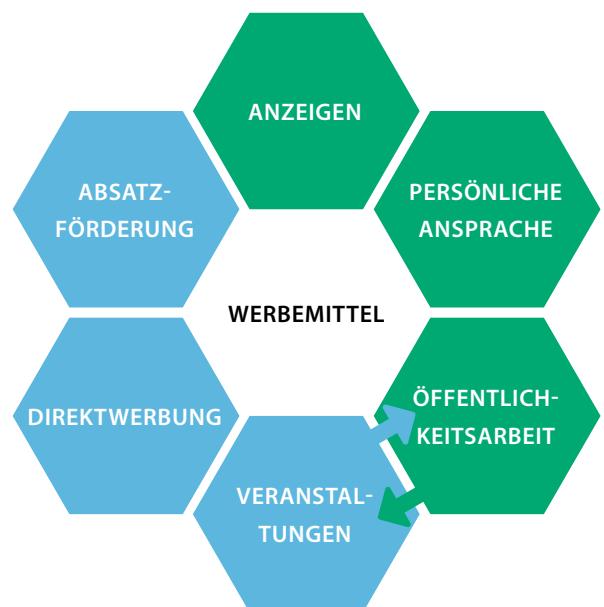 ANZEIGEN
ABSATZ-
FÖRDERUNG
PERSÖNLICHE
ANSPRACHE
WERBEMITTEL
DIREKTWERBUNG
ÖFFENTLICH-
KEITSARBEIT
VERANSTAL-
TUNGEN